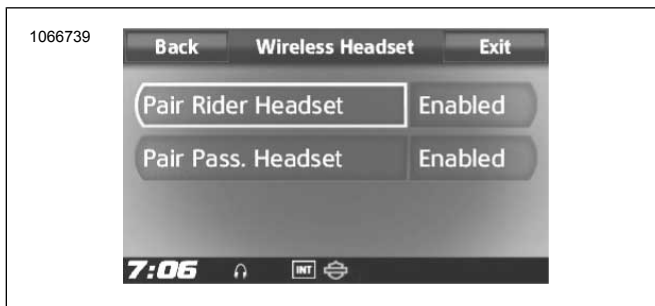 1066739
Back Wireless Headset Exit
Pair Rider Headset Enabled
Pair Pass. Headset Enabled
7:06 INT